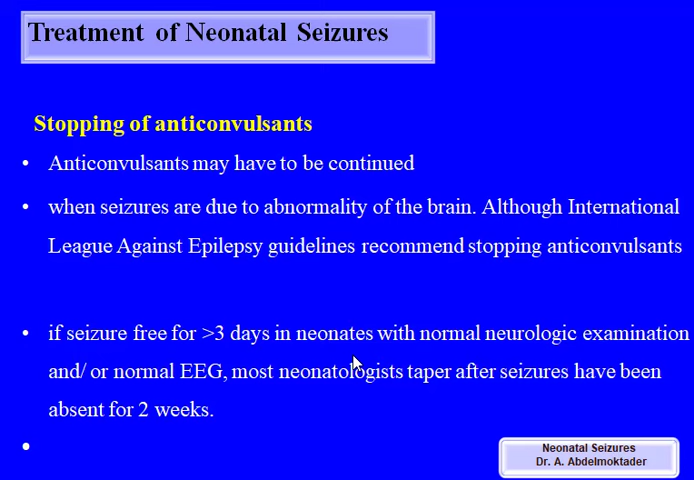 Treatment of Neonatal Seizures
Stopping of anticonvulsants
• Anticonvulsants may have to be continued
• when seizures are due to abnormality of the brain. Although International
League Against Epilepsy guidelines recommend stopping anticonvulsants
• if seizure free for >3 days in neonates with normal neurologic examination
and/ or normal EEG, most neonatologists taper after seizures have been
absent for 2 weeks.
•
Neonatal Seizures
Dr. A. Abdelmoktader